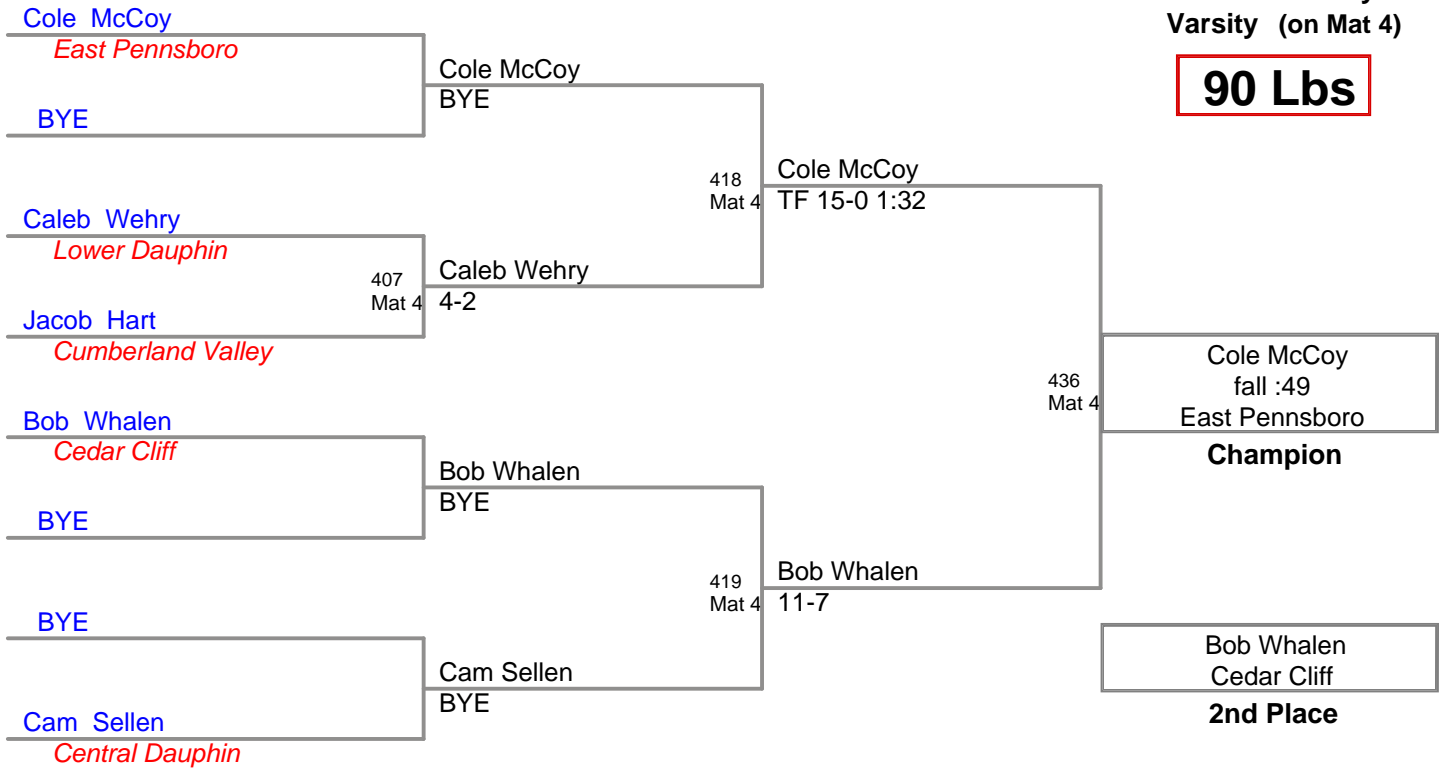 Varsity (on Mat 4)
90 Lbs
Cole McCoy
East Pennsboro
BYE
Cole McCoy
BYE
Caleb Wehry
Lower Dauphin
407
Mat 4
Caleb Wehry
4-2
Jacob Hart
Cumberland Valley
418
Mat 4
Cole McCoy
TF 15-0 1:32
Bob Whalen
Cedar Cliff
BYE
Bob Whalen
BYE
BYE
Cam Sellen
BYE
Cam Sellen
Central Dauphin
419
Mat 4
Bob Whalen
11-7
436
Mat 4
Cole McCoy
fall :49
East Pennsboro
Champion
Bob Whalen
Cedar Cliff
2nd Place